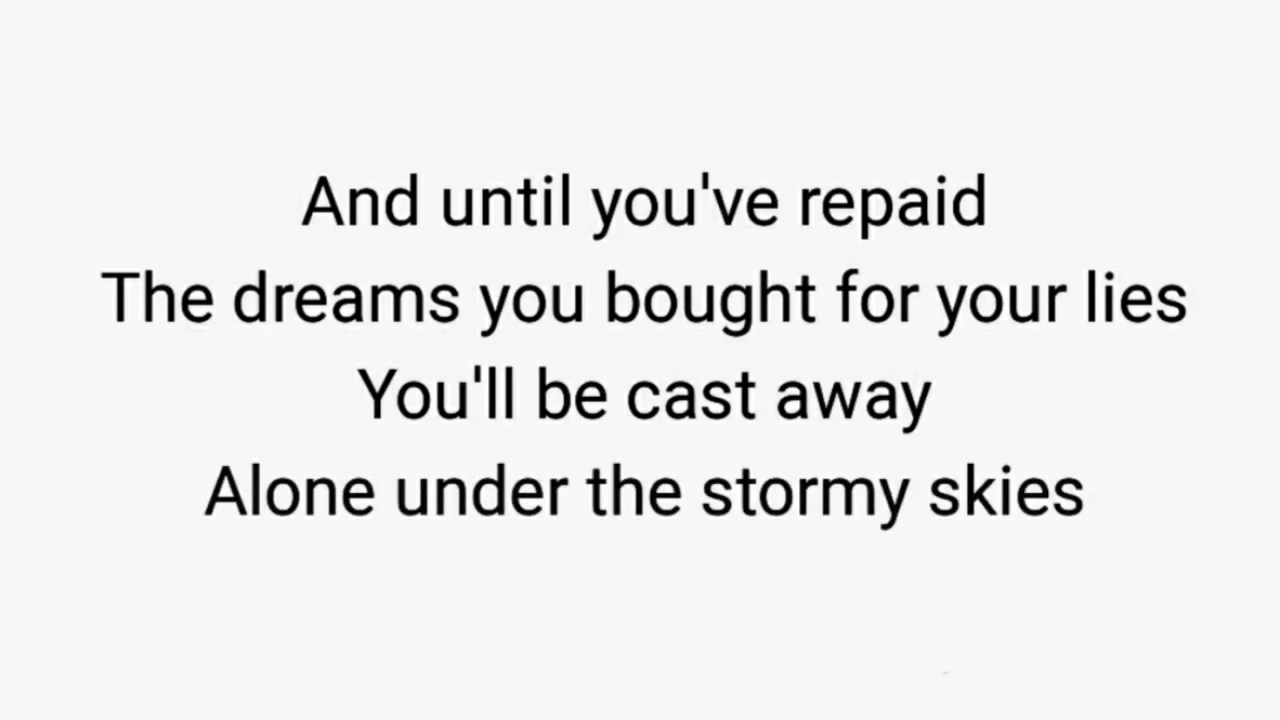 And until you've repaid
The dreams you bought for your lies
You'll be cast away
Alone under the stormy skies